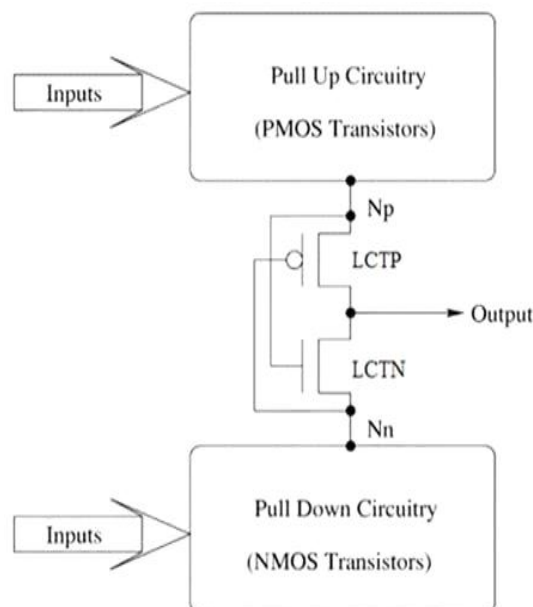 Pull Up Circuitry
Inputs
(PMOS Transistors)
Np
LCTP
Output
LCTN
Nn
Pull Down Circuitry
Inputs
(NMOS Transistors)